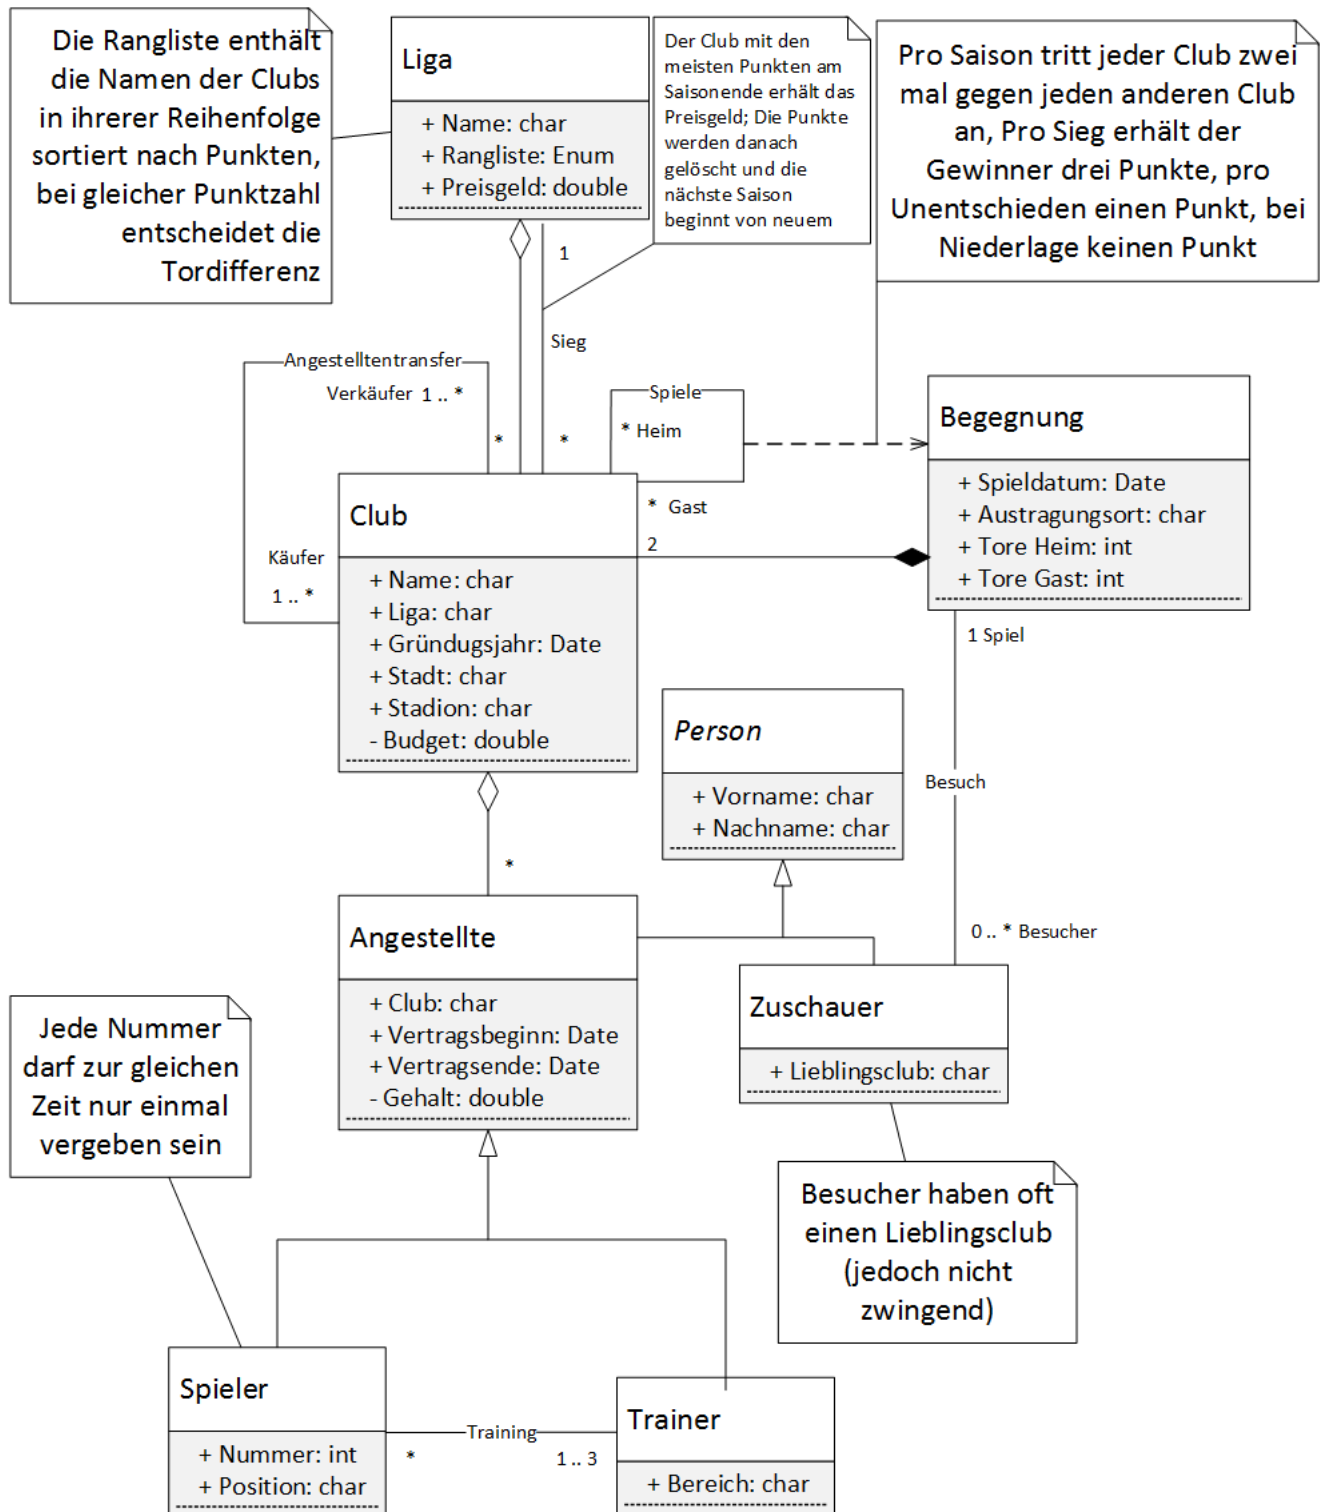 Die Rangliste enthält
die Namen der Clubs
in ihrerer Reihenfolge
sortiert nach Punkten,
bei gleicher Punktzahl
entscheidet die
Tordifferenz
Liga
+ Name: char
+ Rangliste: Enum
+ Preisgeld: double
Der Club mit den
meisten Punkten am
Saisonende erhält das
Preisgeld; Die Punkte
werden danach
gelöscht und die
nächste Saison
beginnt von neuem
Pro Saison tritt jeder Club zwei
mal gegen jeden anderen Club
an, Pro Sieg erhält der
Gewinner drei Punkte, pro
Unentschieden einen Punkt, bei
Niederlage keinen Punkt
1
Sieg
*
*
Angestelltentransfer
Verkäufer 1 .. *
Käufer
1 .. *
Spiele
* Heim
* Gast
2
Begegnung
+ Spieldatum: Date
+ Austragungsort: char
+ Tore Heim: int
+ Tore Gast: int
Club
+ Name: char
+ Liga: char
+ Gründugsjahr: Date
+ Stadt: char
+ Stadion: char
- Budget: double
1 Spiel
Besuch
0 .. * Besucher
Person
+ Vorname: char
+ Nachname: char
*
Angestellte
+ Club: char
+ Vertragsbeginn: Date
+ Vertragsende: Date
- Gehalt: double
Zuschauer
+ Lieblingsclub: char
Jede Nummer
darf zur gleichen
Zeit nur einmal
vergeben sein
Besucher haben oft
einen Lieblingsclub
(jedoch nicht
zwingend)
Spieler
+ Nummer: int
+ Position: char
Training
*
1 .. 3
Trainer
+ Bereich: char